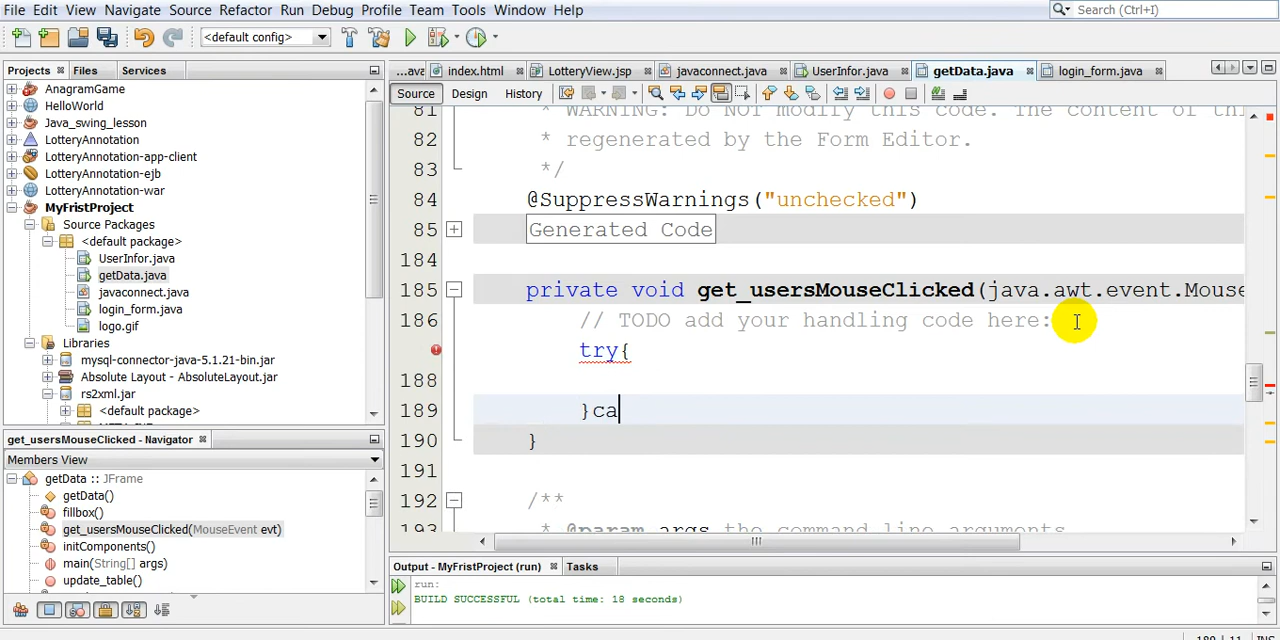 File Edit View Navigate Source Refactor Run Debug Profile Team Tools Window Help Search (Ctrl+I)
<default config>
Projects Files Services
...ava index.html LotteryView.jsp javaconnect.java UserInfor.java getData.java login_form.java
Source Design History
AnagramGame
HelloWorld
Java_swing_lesson
LotteryAnnotation
LotteryAnnotation-app-client
LotteryAnnotation-ejb
LotteryAnnotation-war
MyFristProject
Source Packages
<default package>
UserInfor.java
getData.java
javaconnect.java
login_form.java
logo.gif
Libraries
mysql-connector-java-5.1.21-bin.jar
Absolute Layout - AbsoluteLayout.jar
rs2xml.jar
<default package>
81 * WARNING: Do NOT modify this code. The content of thi
82 * regenerated by the Form Editor.
83 */
84 @SuppressWarnings("unchecked")
85 Generated Code
184
185 private void get_usersMouseClicked(java.awt.event.Mouse
186 // TODO add your handling code here:
try{
188
189 }ca
190 }
191
192 /**
193 * @param args the command line arguments
get_usersMouseClicked - Navigator
Members View
getData :: JFrame
getData()
fillbox()
get_usersMouseClicked(MouseEvent evt)
initComponents()
main(String[] args)
update_table()
Output - MyFristProject (run) Tasks
run:
BUILD SUCCESSFUL (total time: 18 seconds)
189 11 INS